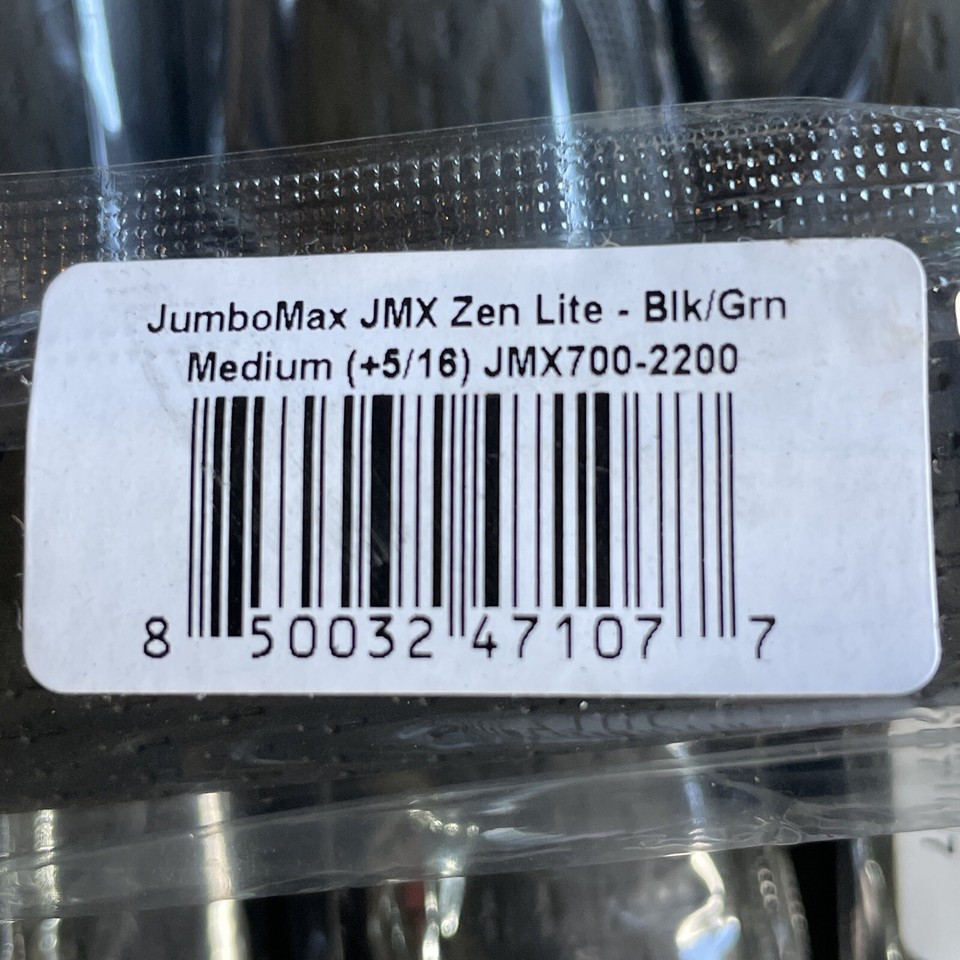 JumboMax JMX Zen Lite - Blk/Grn
Medium (+5/16) JMX700-2200
8 50032 47107 7